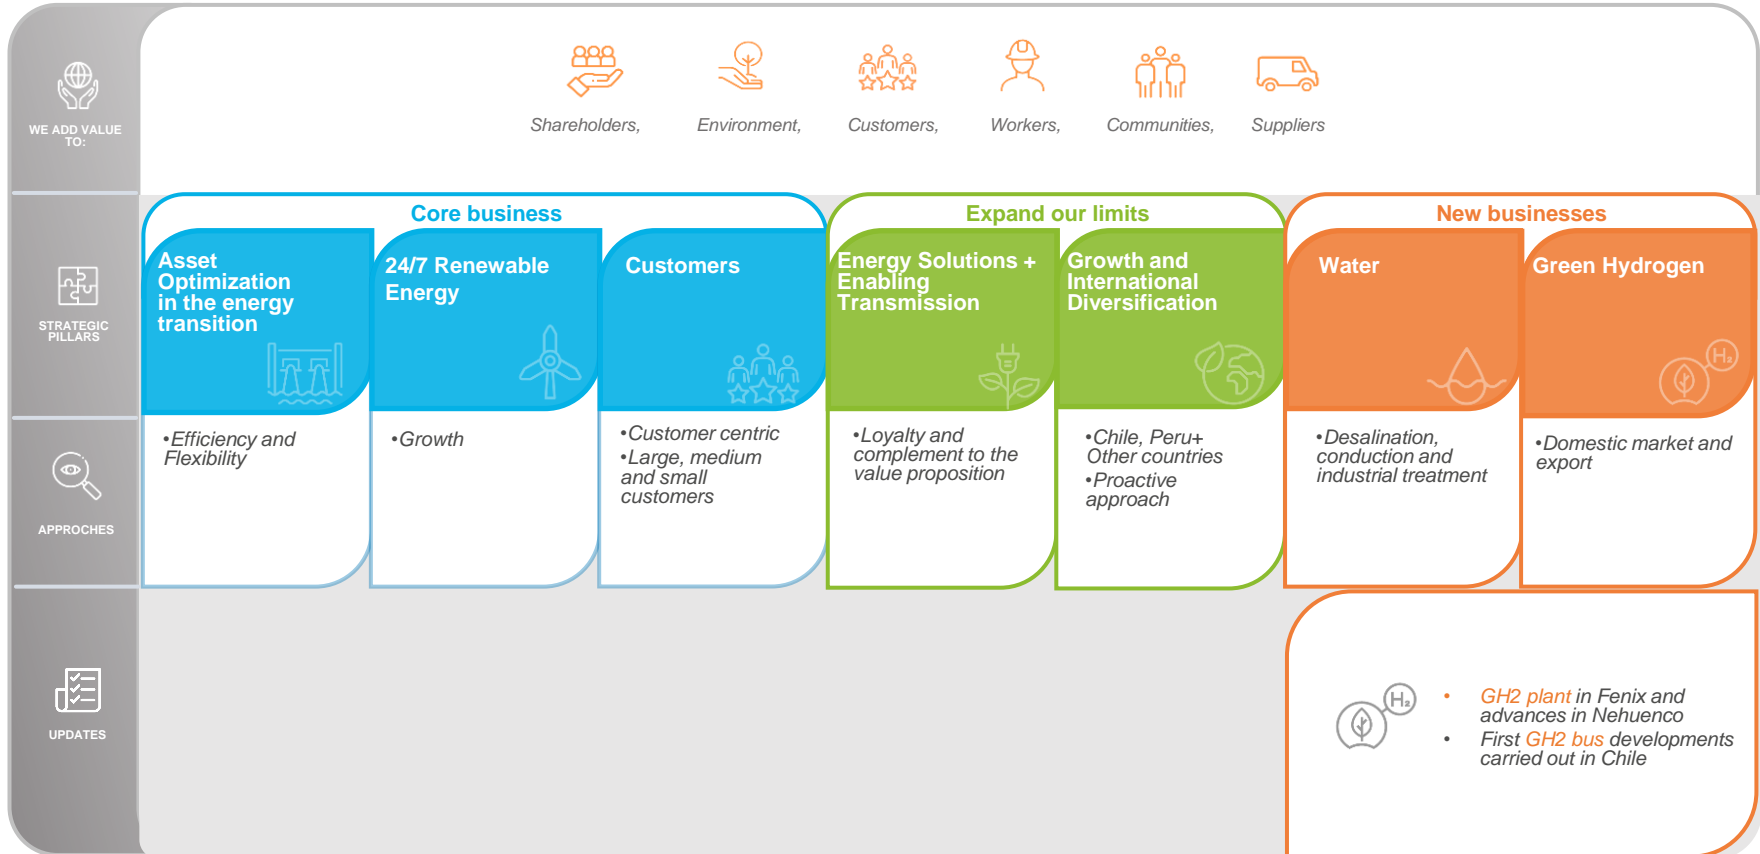 WE ADD VALUE
TO:
Shareholders,
Environment,
Customers,
Workers,
Communities,
Suppliers
STRATEGIC
PILLARS
Core business
Expand our limits
New businesses
Asset
Optimization
in the energy
transition
24/7 Renewable
Energy
Customers
Energy Solutions +
Enabling
Transmission
Growth and
International
Diversification
Water
Green Hydrogen
H₂
APPROCHES
•Efficiency and
Flexibility
•Growth
•Customer centric
•Large, medium
and small
customers
•Loyalty and
complement to the
value proposition
•Chile, Peru+
Other countries
•Proactive
approach
•Desalination,
conduction and
industrial treatment
•Domestic market and
export
UPDATES
H₂
• GH2 plant in Fenix and
advances in Nehuenco
• First GH2 bus developments
carried out in Chile